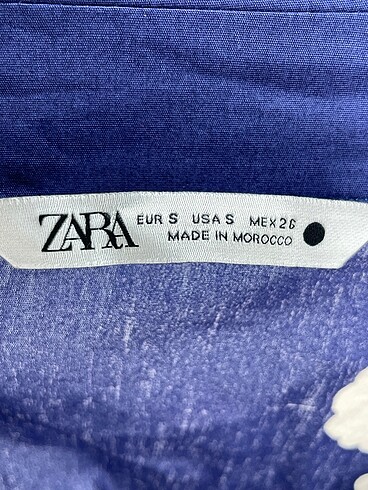 ZARA
EUR S USA S MEX 26
MADE IN MOROCCO